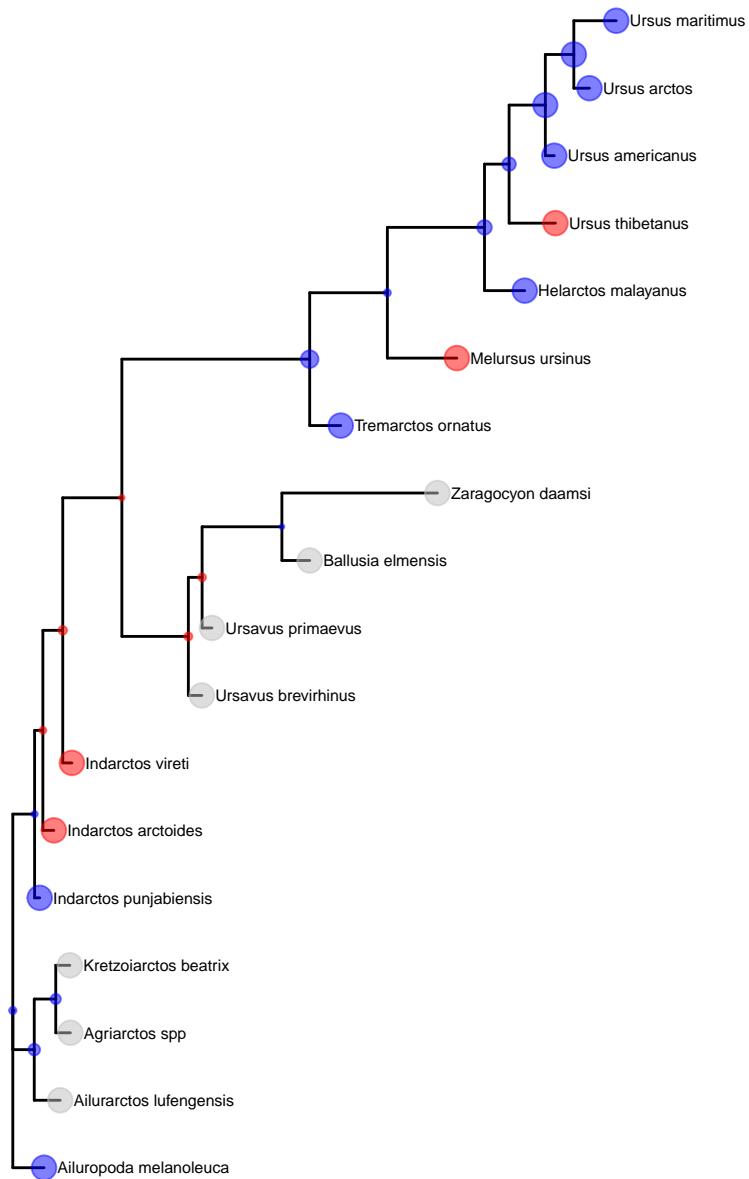 Ursus maritimus
Ursus arctos
Ursus americanus
Ursus thibetanus
Helarctos malayanus
Melursus ursinus
Tremarctos ornatus
Zaragocyon daamsi
Ballusia elmensis
Ursavus primaevus
Ursavus brevirhinus
Indarctos vireti
Indarctos arctoides
Indarctos punjabiensis
Kretzoiarctos beatrix
Agriarctos spp
Ailurarctos lufengensis
Ailuropoda melanoleuca